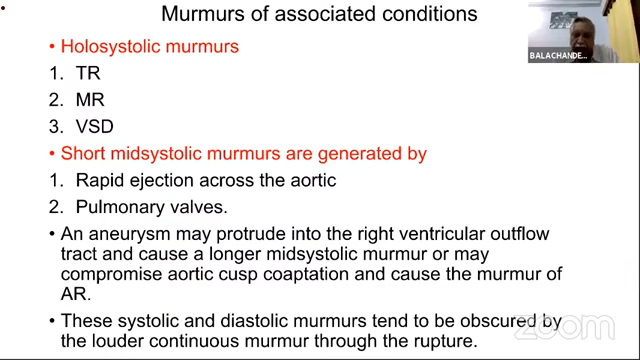 Murmurs of associated conditions
• Holosystolic murmurs
1. TR
2. MR
3. VSD
• Short midsystolic murmurs are generated by
1. Rapid ejection across the aortic
2. Pulmonary valves.
• An aneurysm may protrude into the right ventricular outflow
tract and cause a longer midsystolic murmur or may
compromise aortic cusp coaptation and cause the murmur of
AR.
• These systolic and diastolic murmurs tend to be obscured by
the louder continuous murmur through the rupture.
BALACHANDE...
zoom